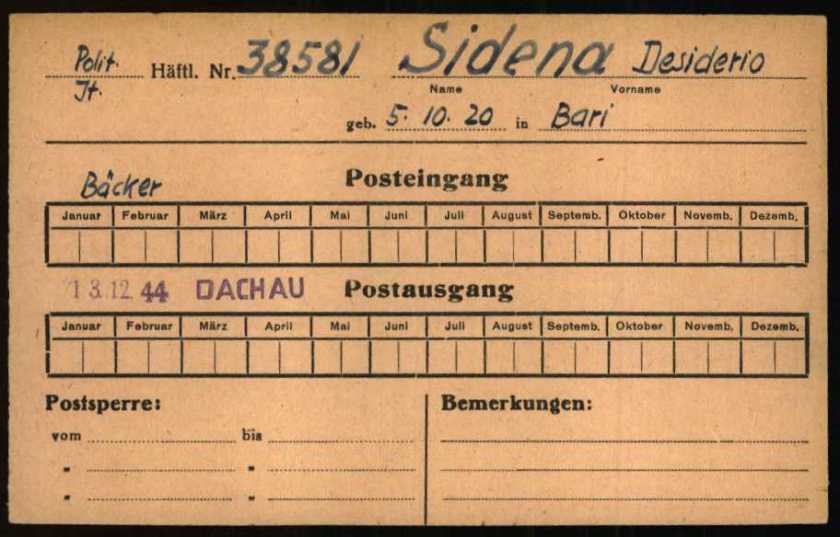 Polit. Häftl. Nr. 38581 Sidena Desiderio
It. Name Vorname
geb. 5. 10. 20 in Bari
Bäcker Posteingang
Januar Februar März April Mai Juni Juli August Septemb. Oktober Novemb. Dezemb.
13.12.44 DACHAU Postausgang
Januar Februar März April Mai Juni Juli August Septemb. Oktober Novemb. Dezemb.
Postsperre: Bemerkungen:
vom bis
" "
" "